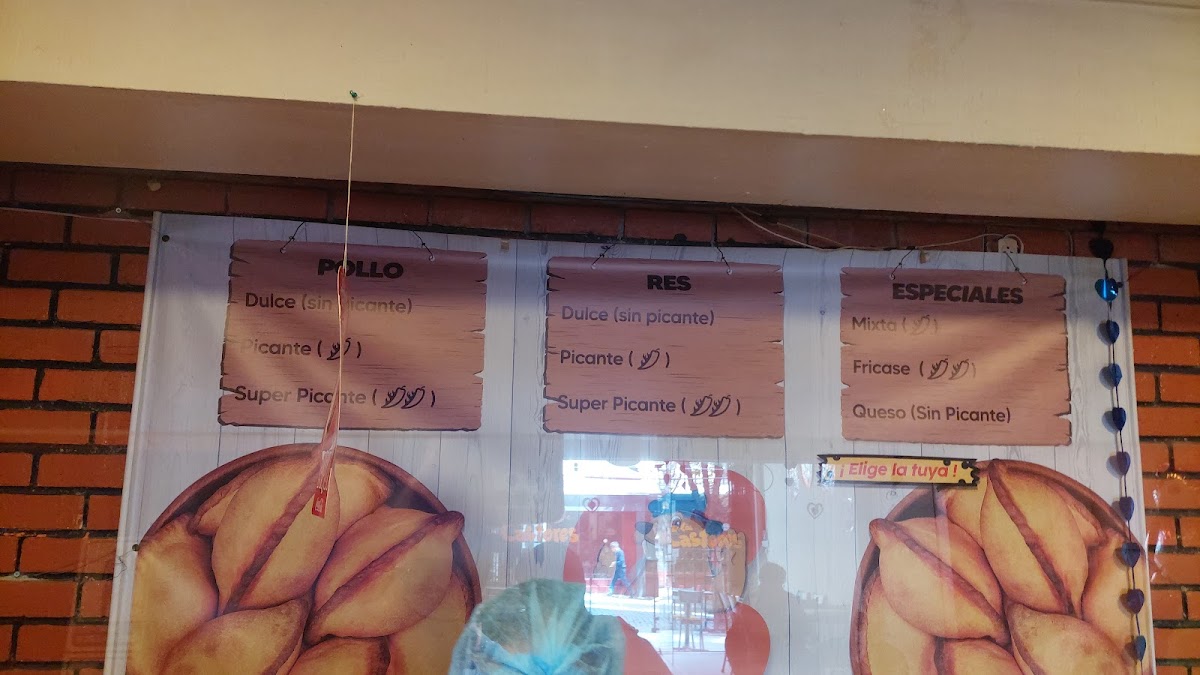 POLLO
Dulce (sin picante)
Picante ( )
Super Picante ( )
RES
Dulce (sin picante)
Picante ( )
Super Picante ( )
ESPECIALES
Mixta ( )
Fricase ( )
Queso (Sin Picante)
¡ Elige la tuya !